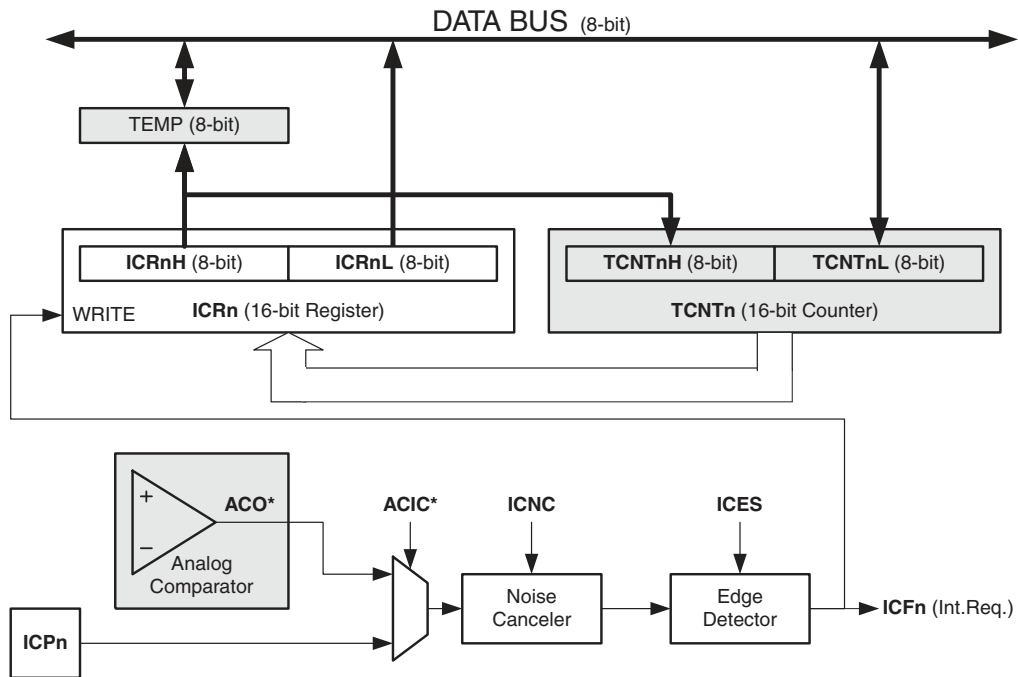 DATA BUS (8-bit)
TEMP (8-bit)
ICRnH (8-bit)
ICRnL (8-bit)
TCNTnH (8-bit)
TCNTnL (8-bit)
WRITE
ICRn (16-bit Register)
TCNTn (16-bit Counter)
+
−
ACO*
Analog
Comparator
ACIC*
ICNC
ICES
Noise
Canceler
Edge
Detector
ICFn (Int.Req.)
ICPn